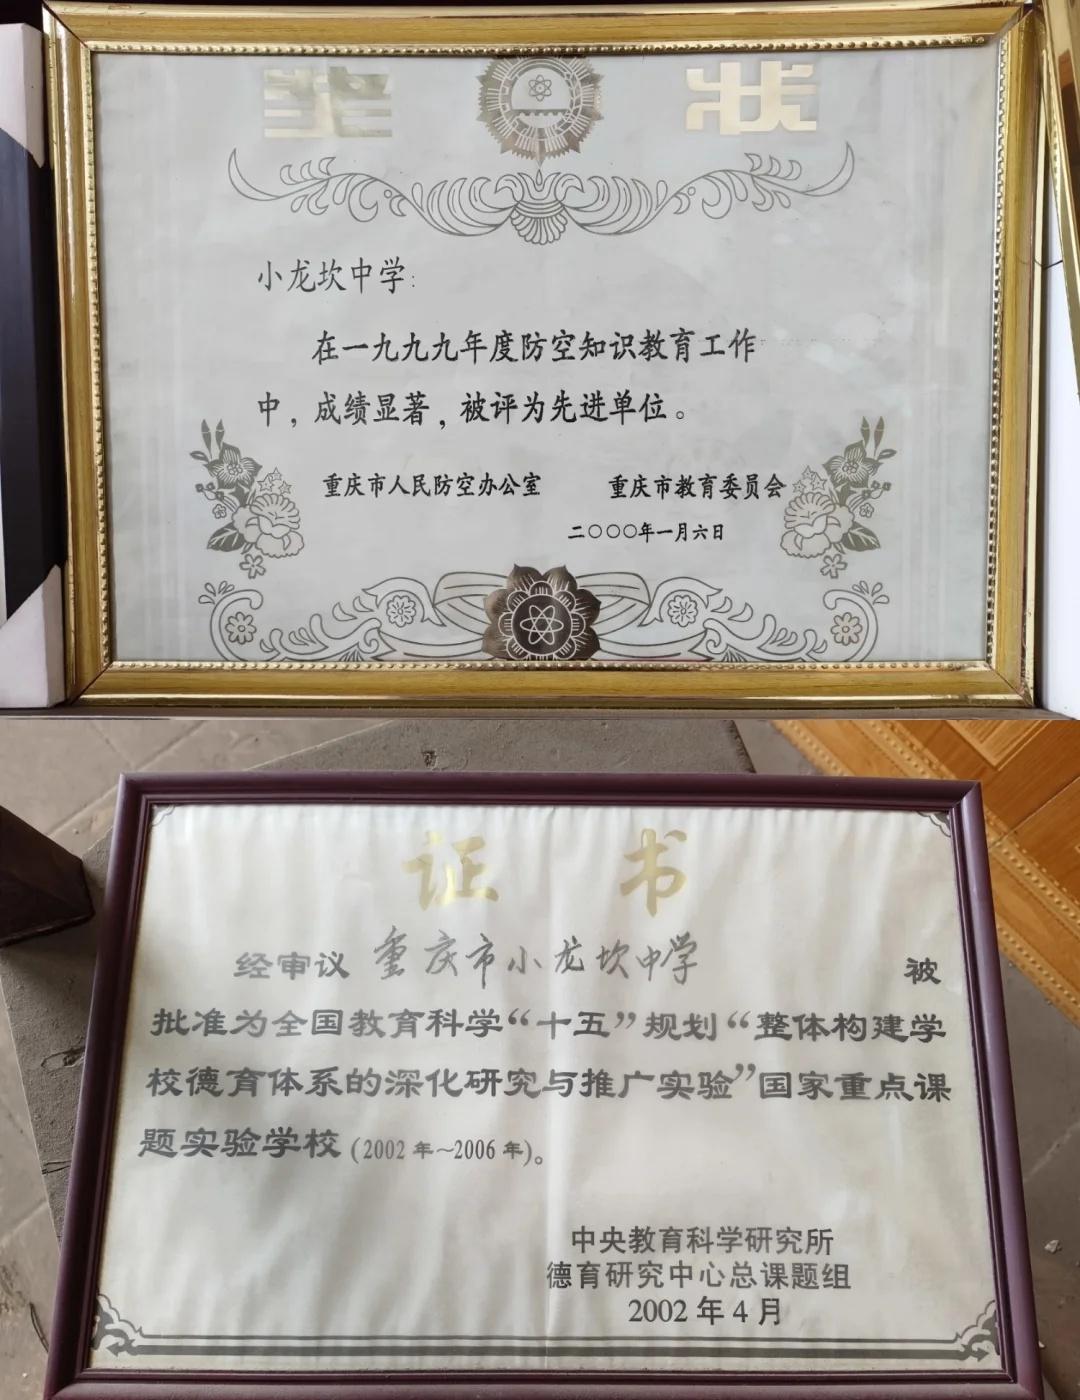 奖 状
小龙坎中学：
在一九九九年度防空知识教育工作
中，成绩显著，被评为先进单位。
重庆市人民防空办公室 重庆市教育委员会
二〇〇〇年一月六日
证 书
经审议 重庆市小龙坎中学 被
批准为全国教育科学“十五”规划“整体构建学
校德育体系的深化研究与推广实验”国家重点课
题实验学校(2002年～2006年)。
中央教育科学研究所
德育研究中心总课题组
2002年4月